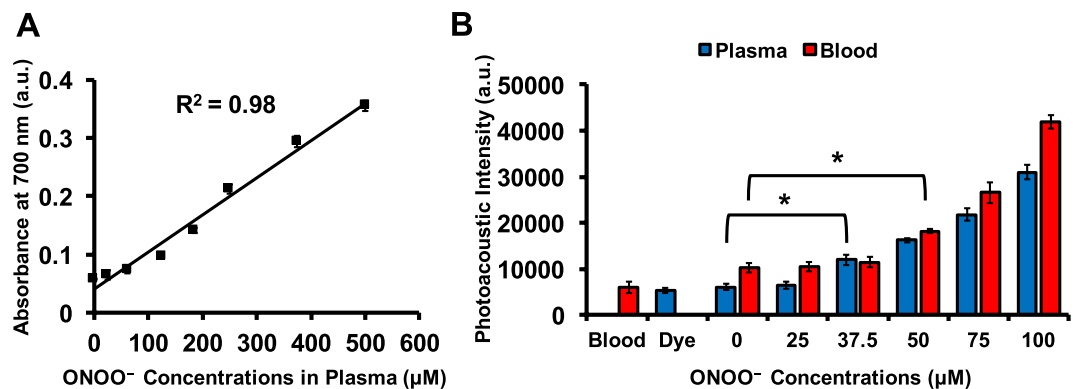 A
Absorbance at 700 nm (a.u.)
0.4
0.3
0.2
0.1
0
R² = 0.98
0 100 200 300 400 500 600
ONOO⁻ Concentrations in Plasma (µM)
B
Plasma Blood
Photoacoustic Intensity (a.u.)
50000
40000
30000
20000
10000
0
*
*
Blood Dye 0 25 37.5 50 75 100
ONOO⁻ Concentrations (µM)